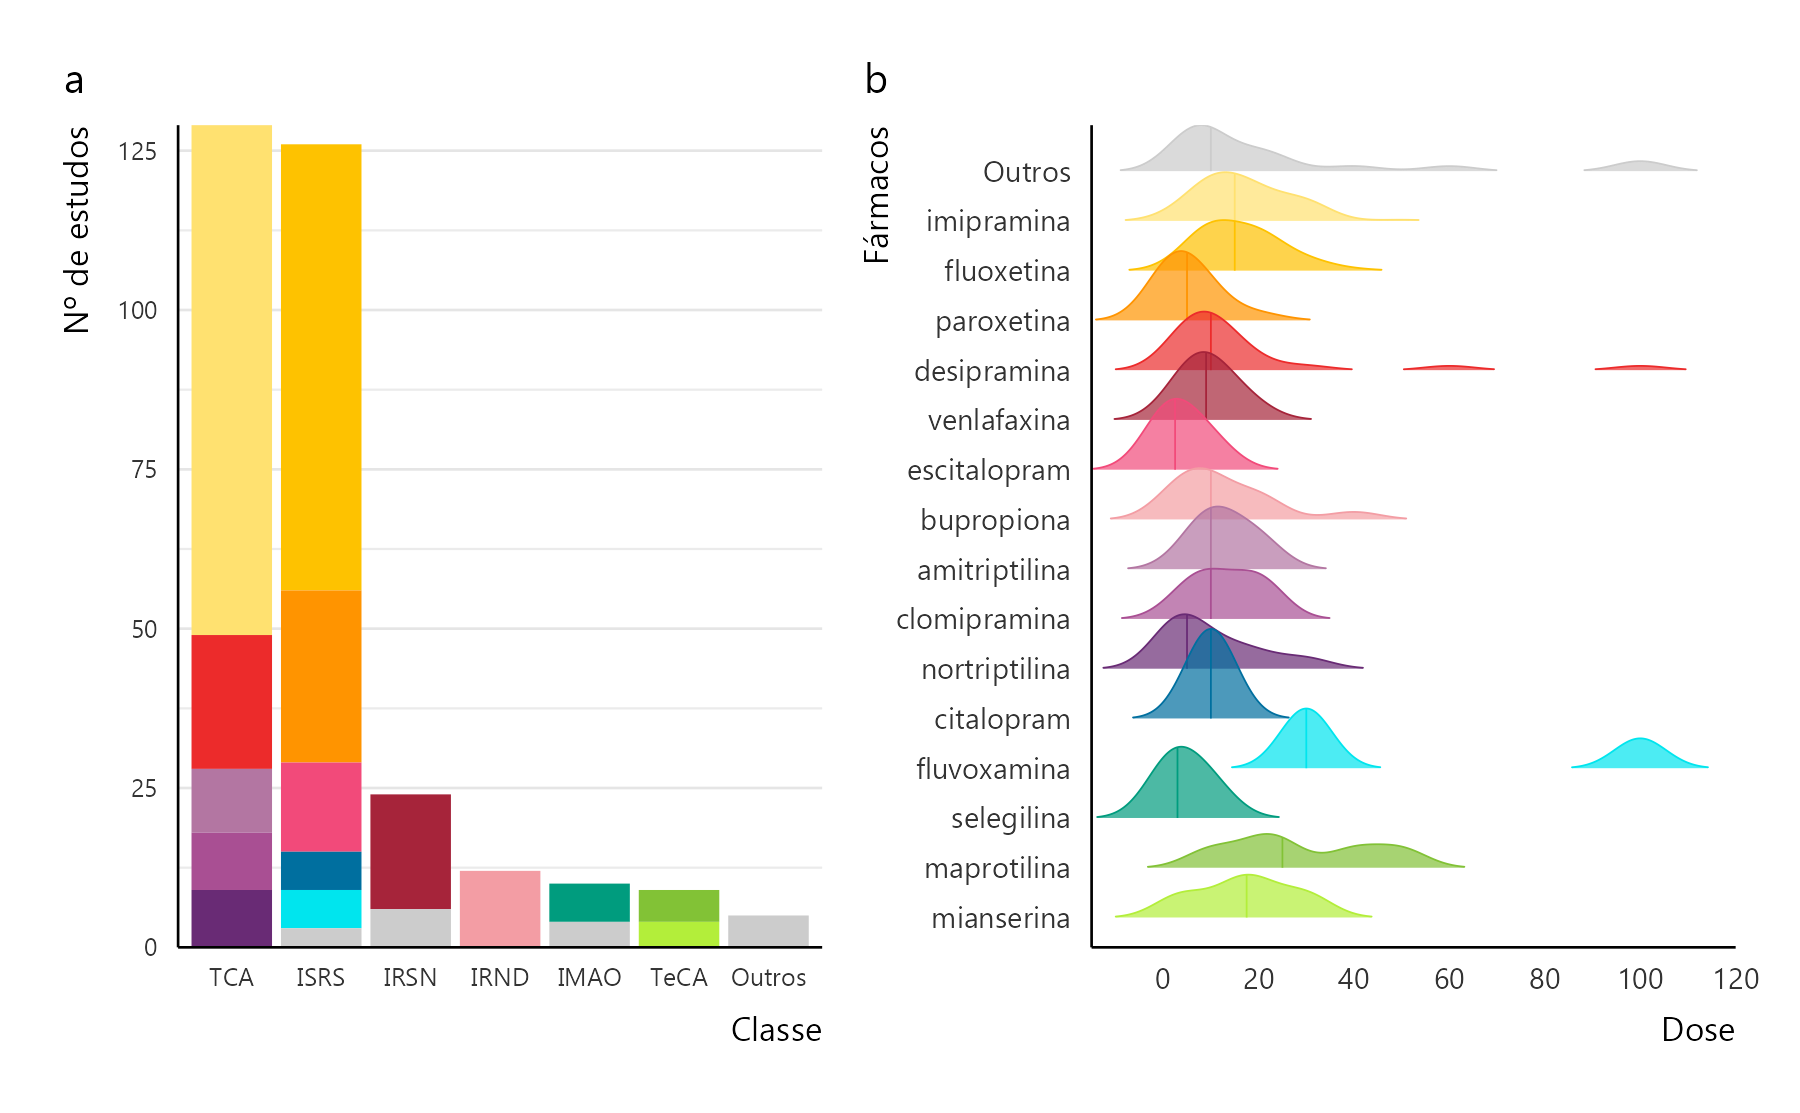 a
Nº de estudos
125
100
75
50
25
0
TCA ISRS IRSN IRND IMAO TeCA Outros
Classe
b
Fármacos
Outros
imipramina
fluoxetina
paroxetina
desipramina
venlafaxina
escitalopram
bupropiona
amitriptilina
clomipramina
nortriptilina
citalopram
fluvoxamina
selegilina
maprotilina
mianserina
0 20 40 60 80 100 120
Dose